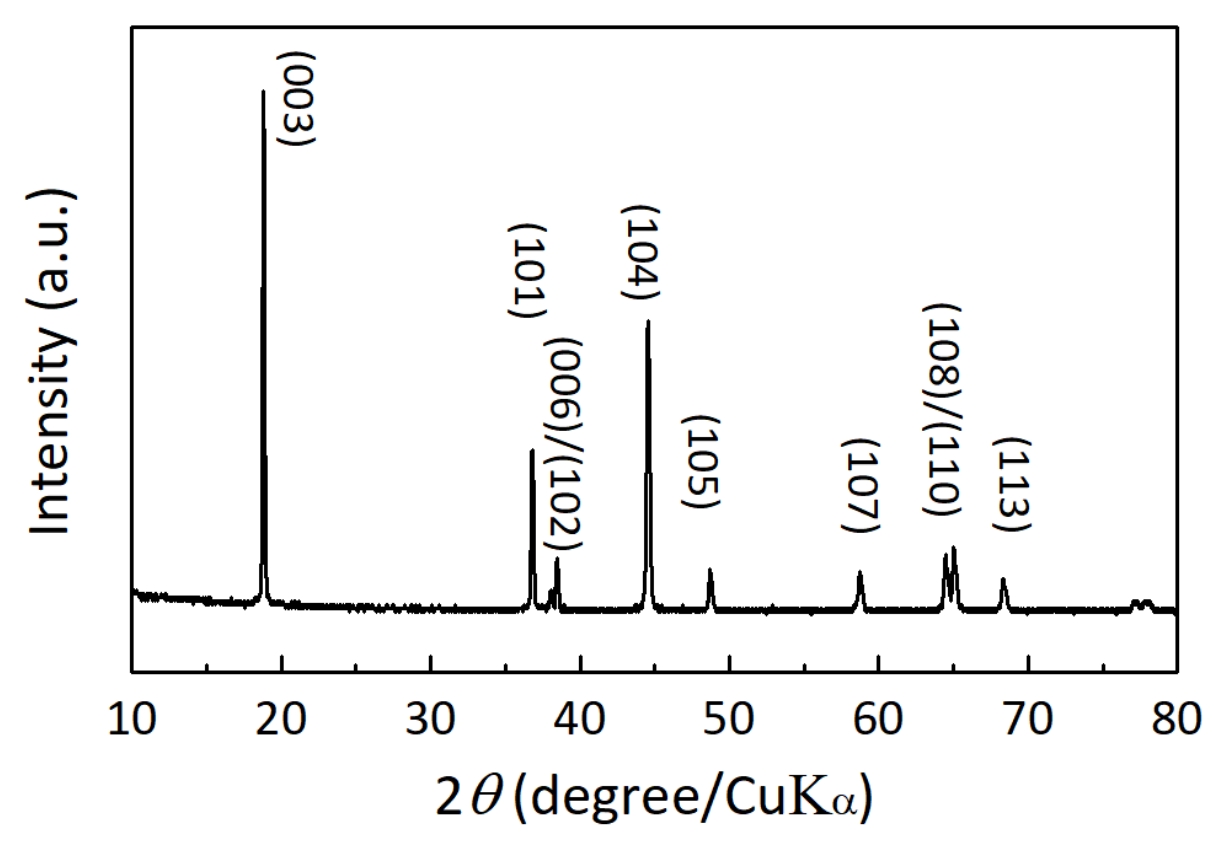 (003)
(101)
(006)/(102)
(104)
(105)
(107)
(108)/(110)
(113)
Intensity (a.u.)
10 20 30 40 50 60 70 80
2θ (degree/CuKα)